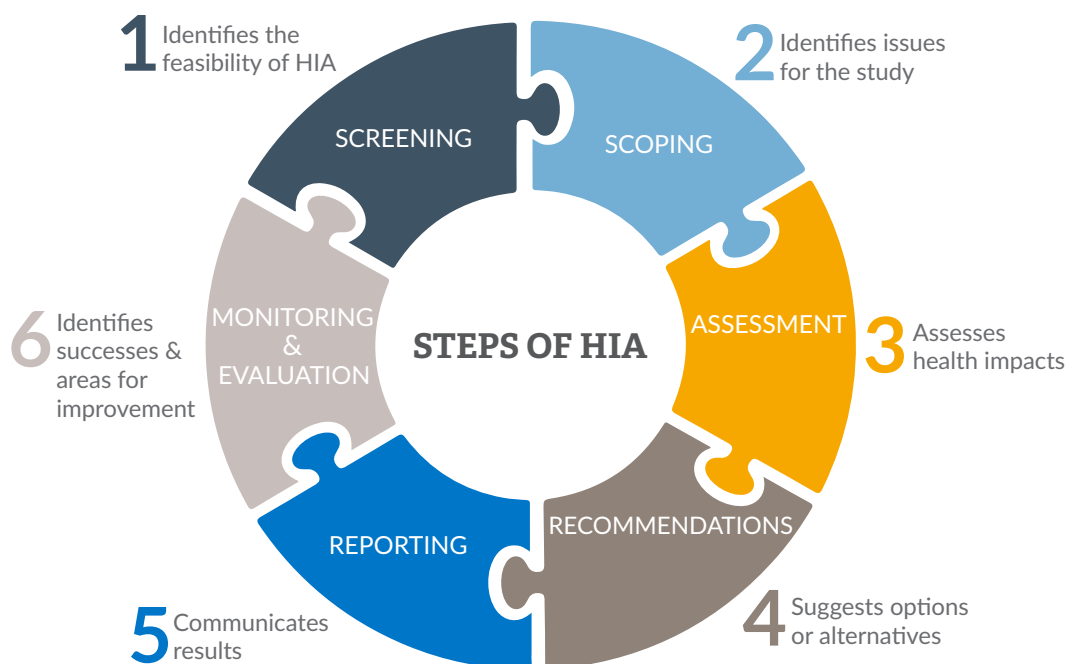 1
Identifies the
feasibility of HIA
SCREENING
2
Identifies issues
for the study
SCOPING
3
Assesses
health impacts
ASSESSMENT
4
Suggests options
or alternatives
RECOMMENDATIONS
5
Communicates
results
REPORTING
6
Identifies
successes &
areas for
improvement
MONITORING
&
EVALUATION
STEPS OF HIA